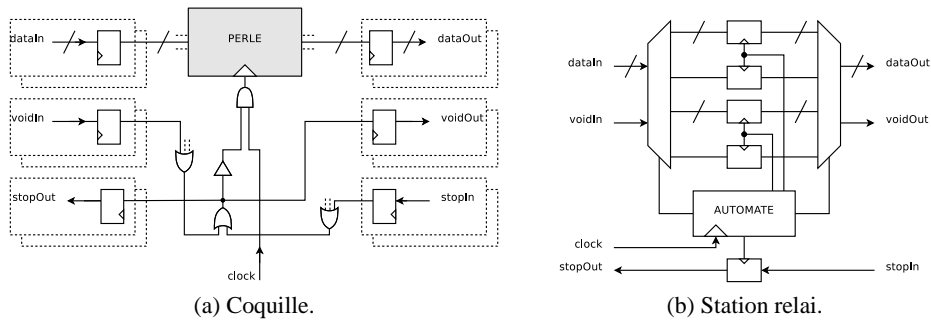 dataIn
PERLE
dataOut
voidIn
voidOut
stopOut
stopIn
clock
(a) Coquille.
dataIn
dataOut
voidIn
voidOut
AUTOMATE
clock
stopOut
stopIn
(b) Station relai.